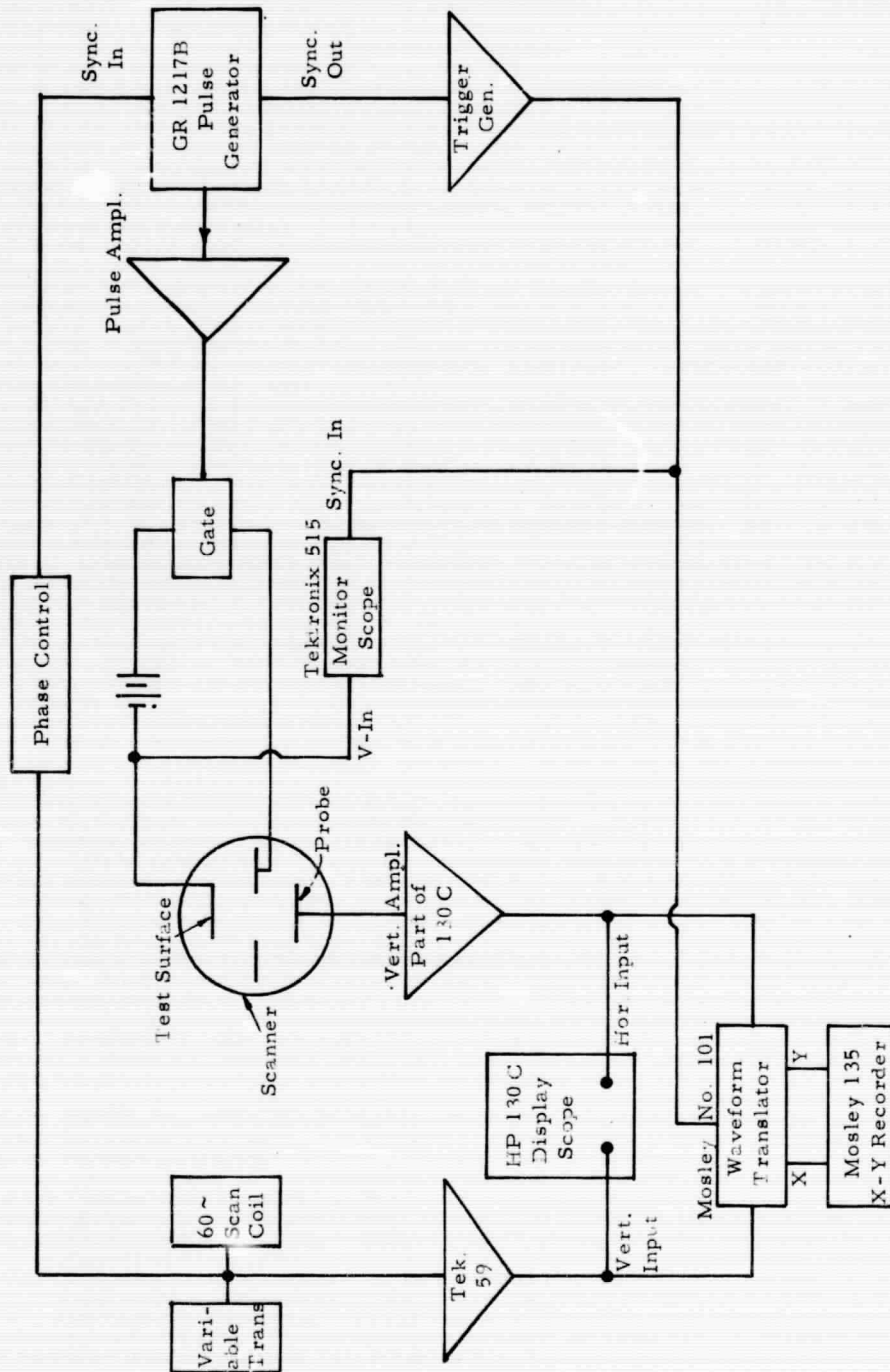 Sync.
In
GR 1217B
Pulse
Generator
Sync.
Out
Trigger
Gen.
Pulse Ampl.
Phase Control
Gate
Tektronix 515
Monitor
Scope
Sync. In
V-In
Test Surface
Probe
Scanner
Vert. Ampl.
Part of
130 C
Hor. Input
HP 130 C
Display
Scope
Vert.
Input
60~
Scan
Coil
Vari-
able
Trans
Tek.
59
Mosley No. 101
Waveform
Translator
X
Y
Mosley 135
X-Y Recorder